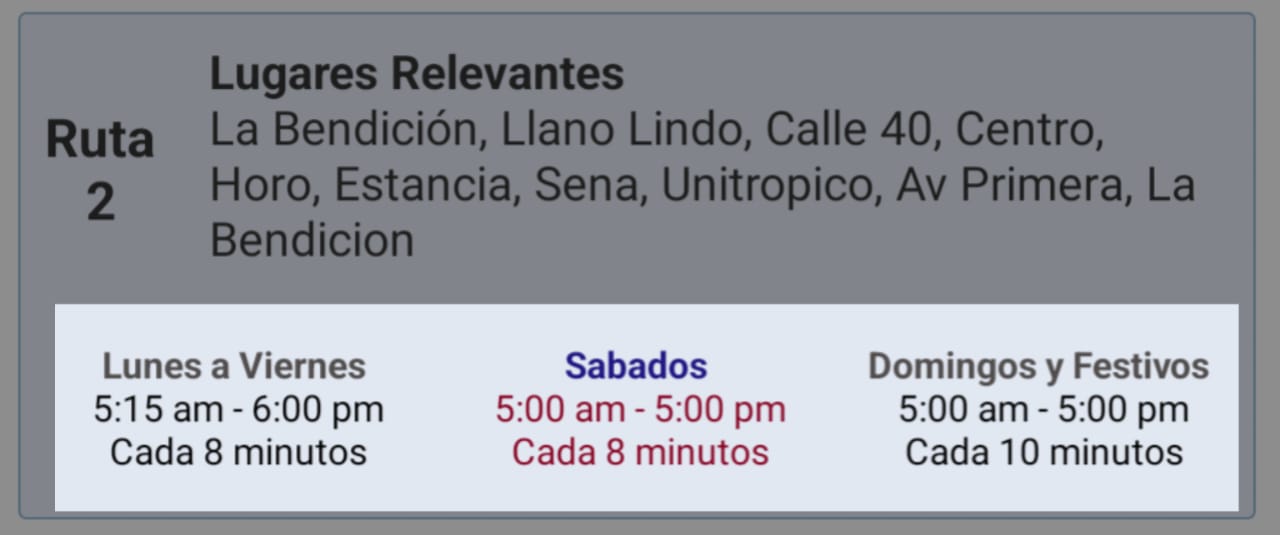 Ruta
2
Lugares Relevantes
La Bendición, Llano Lindo, Calle 40, Centro,
Horo, Estancia, Sena, Unitropico, Av Primera, La
Bendicion
Lunes a Viernes
5:15 am - 6:00 pm
Cada 8 minutos
Sabados
5:00 am - 5:00 pm
Cada 8 minutos
Domingos y Festivos
5:00 am - 5:00 pm
Cada 10 minutos